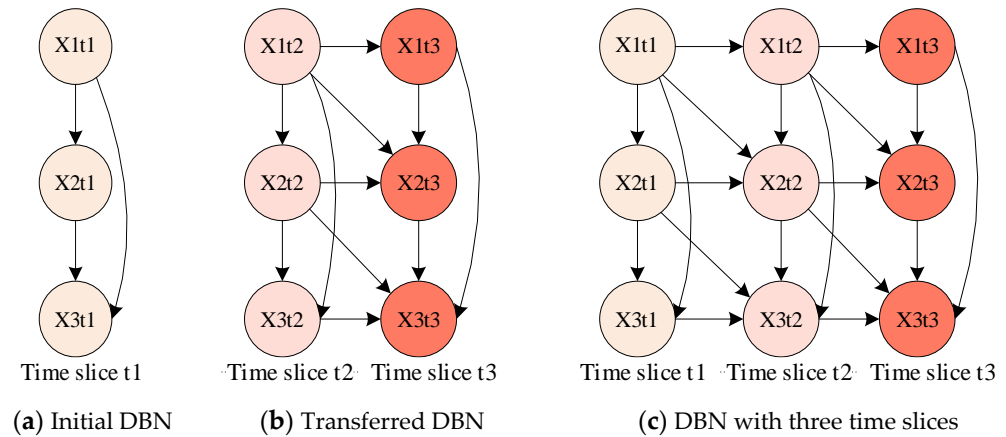 X1t1 X1t2 X1t3 X1t1 X1t2 X1t3
X2t1 X2t2 X2t3 X2t1 X2t2 X2t3
X3t1 X3t2 X3t3 X3t1 X3t2 X3t3
Time slice t1 Time slice t2 Time slice t3 Time slice t1 Time slice t2 Time slice t3
(a) Initial DBN (b) Transferred DBN (c) DBN with three time slices